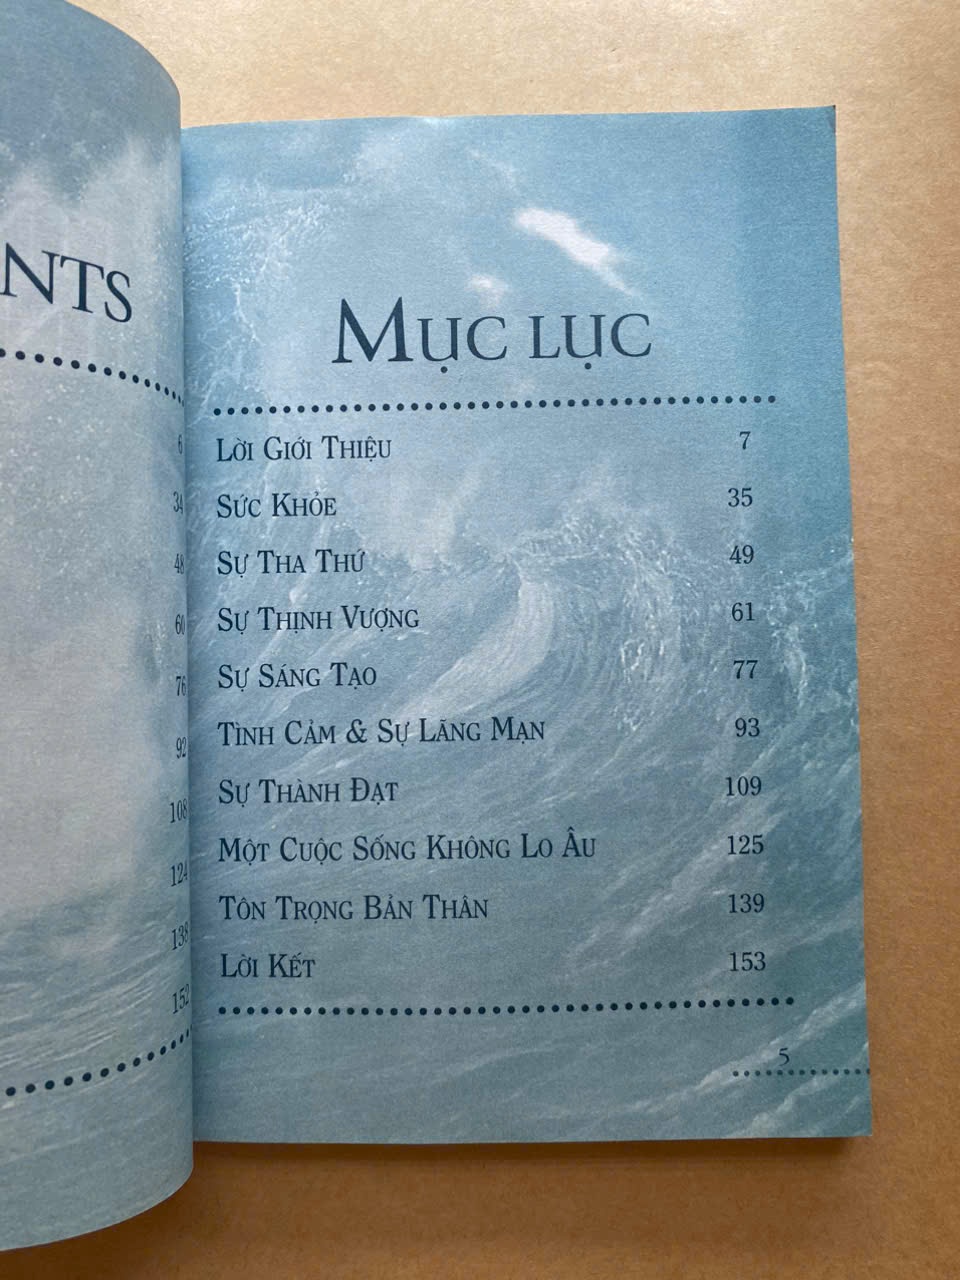 NTS
6
34
48
60
76
92
108
124
138
152
MỤC LỤC
LỜI GIỚI THIỆU 7
SỨC KHỎE 35
SỰ THA THỨ 49
SỰ THỊNH VƯỢNG 61
SỰ SÁNG TẠO 77
TÌNH CẢM & SỰ LÃNG MẠN 93
SỰ THÀNH ĐẠT 109
MỘT CUỘC SỐNG KHÔNG LO ÂU 125
TÔN TRỌNG BẢN THÂN 139
LỜI KẾT 153
5